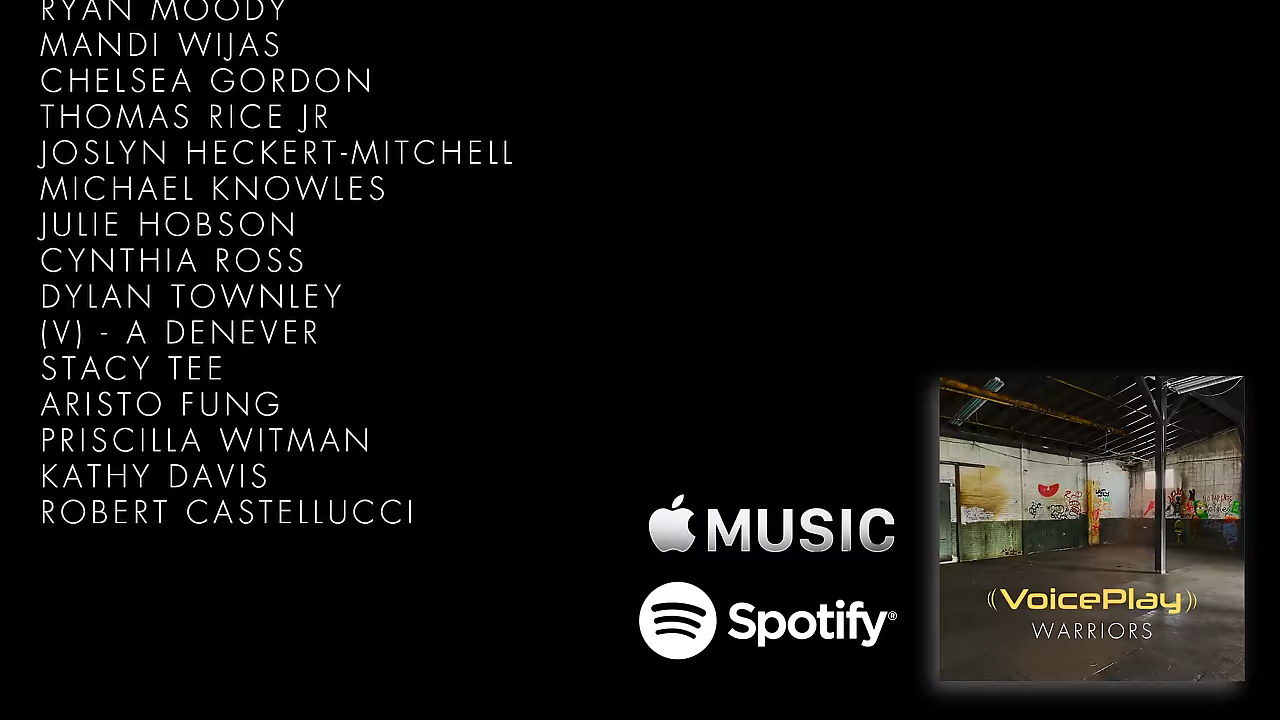 RYAN MOODY
MANDI WIJAS
CHELSEA GORDON
THOMAS RICE JR
JOSLYN HECKERT-MITCHELL
MICHAEL KNOWLES
JULIE HOBSON
CYNTHIA ROSS
DYLAN TOWNLEY
(V) - A DENEVER
STACY TEE
ARISTO FUNG
PRISCILLA WITMAN
KATHY DAVIS
ROBERT CASTELLUCCI
MUSIC
Spotify®
((VoicePlay))
WARRIORS